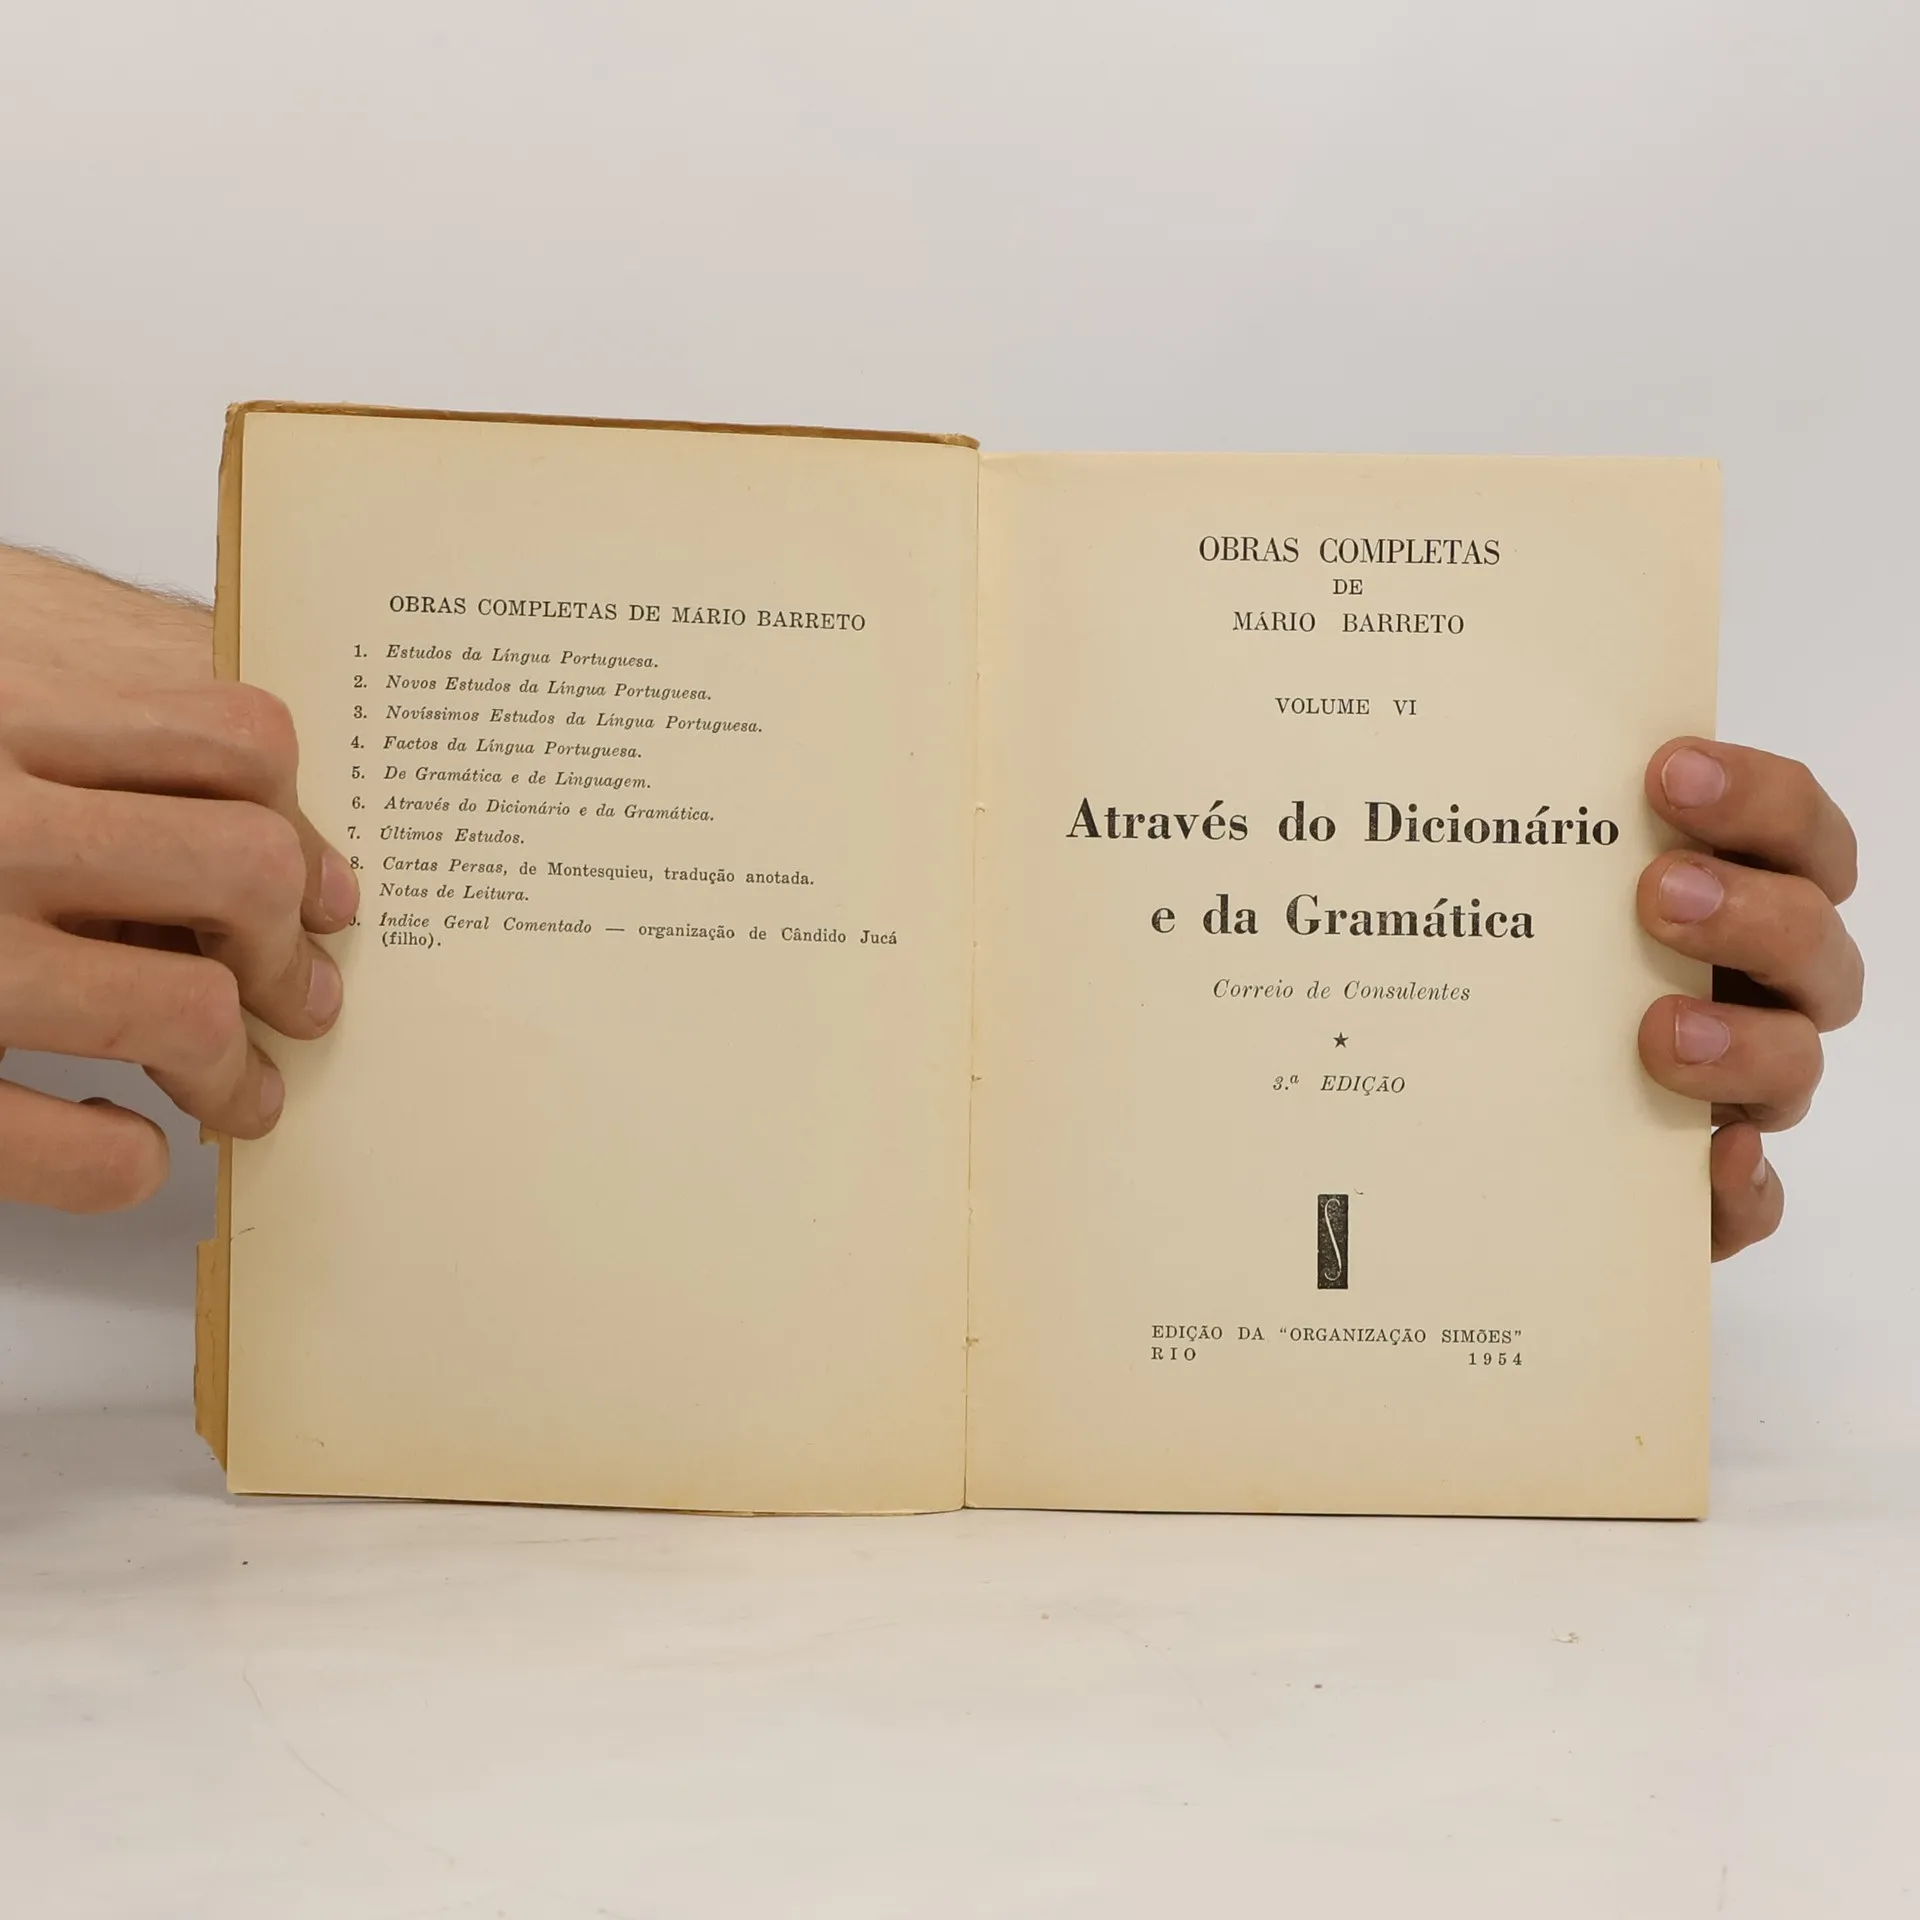 OBRAS COMPLETAS DE MÁRIO BARRETO
1. Estudos da Língua Portuguesa.
2. Novos Estudos da Língua Portuguesa.
3. Novíssimos Estudos da Língua Portuguesa.
4. Factos da Língua Portuguesa.
5. De Gramática e de Linguagem.
6. Através do Dicionário e da Gramática.
7. Últimos Estudos.
8. Cartas Persas, de Montesquieu, tradução anotada.
Notas de Leitura.
Índice Geral Comentado — organização de Cândido Jucá
(filho).
OBRAS COMPLETAS
DE
MÁRIO BARRETO
VOLUME VI
Através do Dicionário
e da Gramática
Correio de Consulentes
★
3.ª EDIÇÃO
EDIÇÃO DA "ORGANIZAÇÃO SIMÕES"
RIO 1954